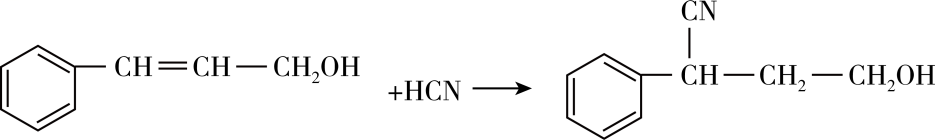 CN
CH=CH—CH₂OH +HCN → CH—CH₂—CH₂OH